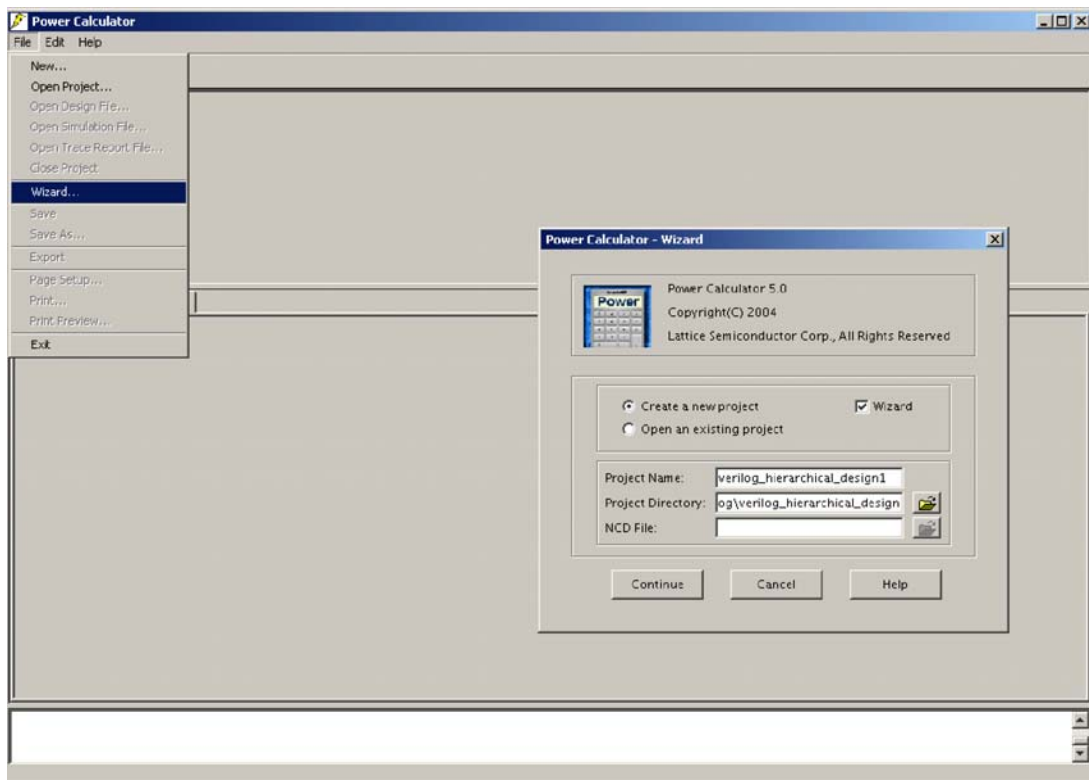 Power Calculator
File Edit Help
New...
Open Project...
Open Design File...
Open Simulation File...
Open Trace Report File...
Close Project
Wizard...
Save
Save As...
Export
Page Setup...
Print...
Print Preview...
Exit
Power Calculator - Wizard
Power
Power Calculator 5.0
Copyright(C) 2004
Lattice Semiconductor Corp., All Rights Reserved
Create a new project Wizard
Open an existing project
Project Name: verilog_hierarchical_design1
Project Directory: og\verilog_hierarchical_design
NCD File:
Continue Cancel Help